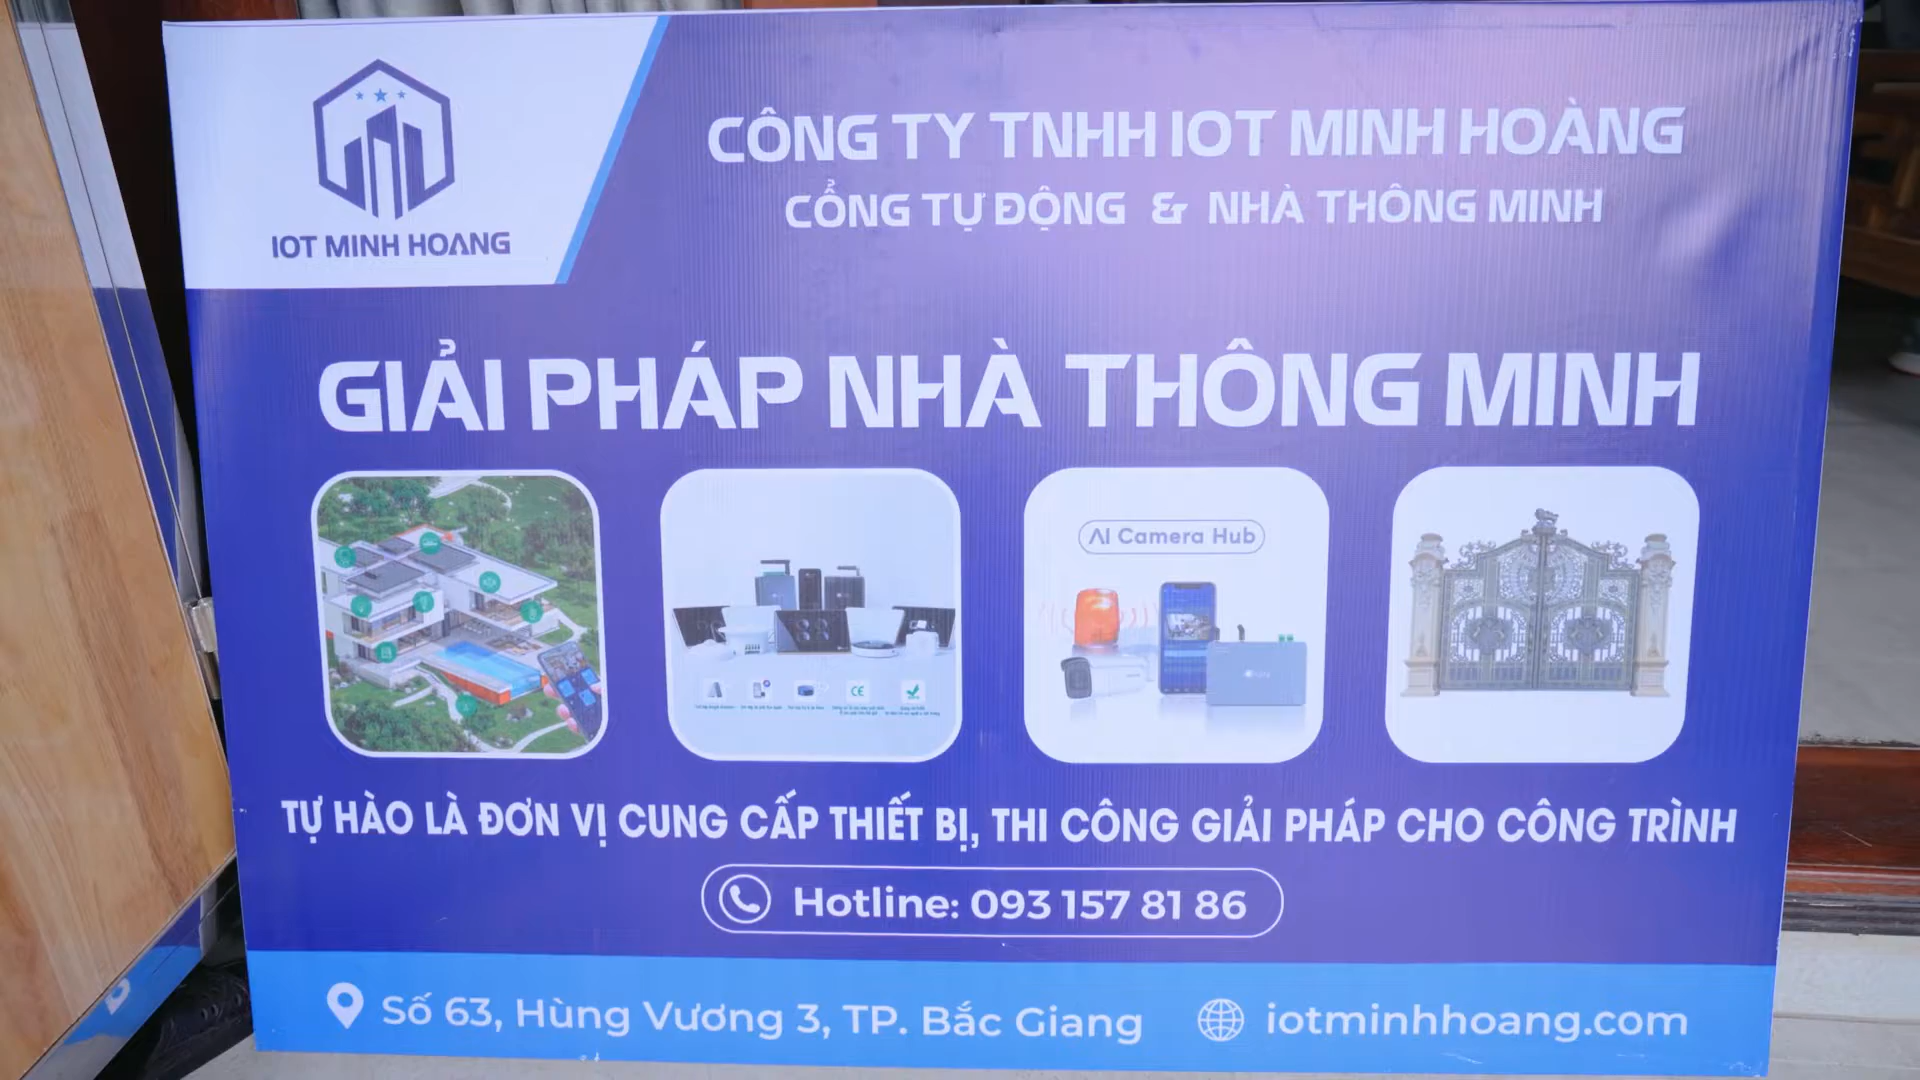 IOT MINH HOANG
CÔNG TY TNHH IOT MINH HOÀNG
CỔNG TỰ ĐỘNG & NHÀ THÔNG MINH
GIẢI PHÁP NHÀ THÔNG MINH
AI Camera Hub
CE
TỰ HÀO LÀ ĐƠN VỊ CUNG CẤP THIẾT BỊ, THI CÔNG GIẢI PHÁP CHO CÔNG TRÌNH
Hotline: 093 157 81 86
Số 63, Hùng Vương 3, TP. Bắc Giang
iotminhhoang.com